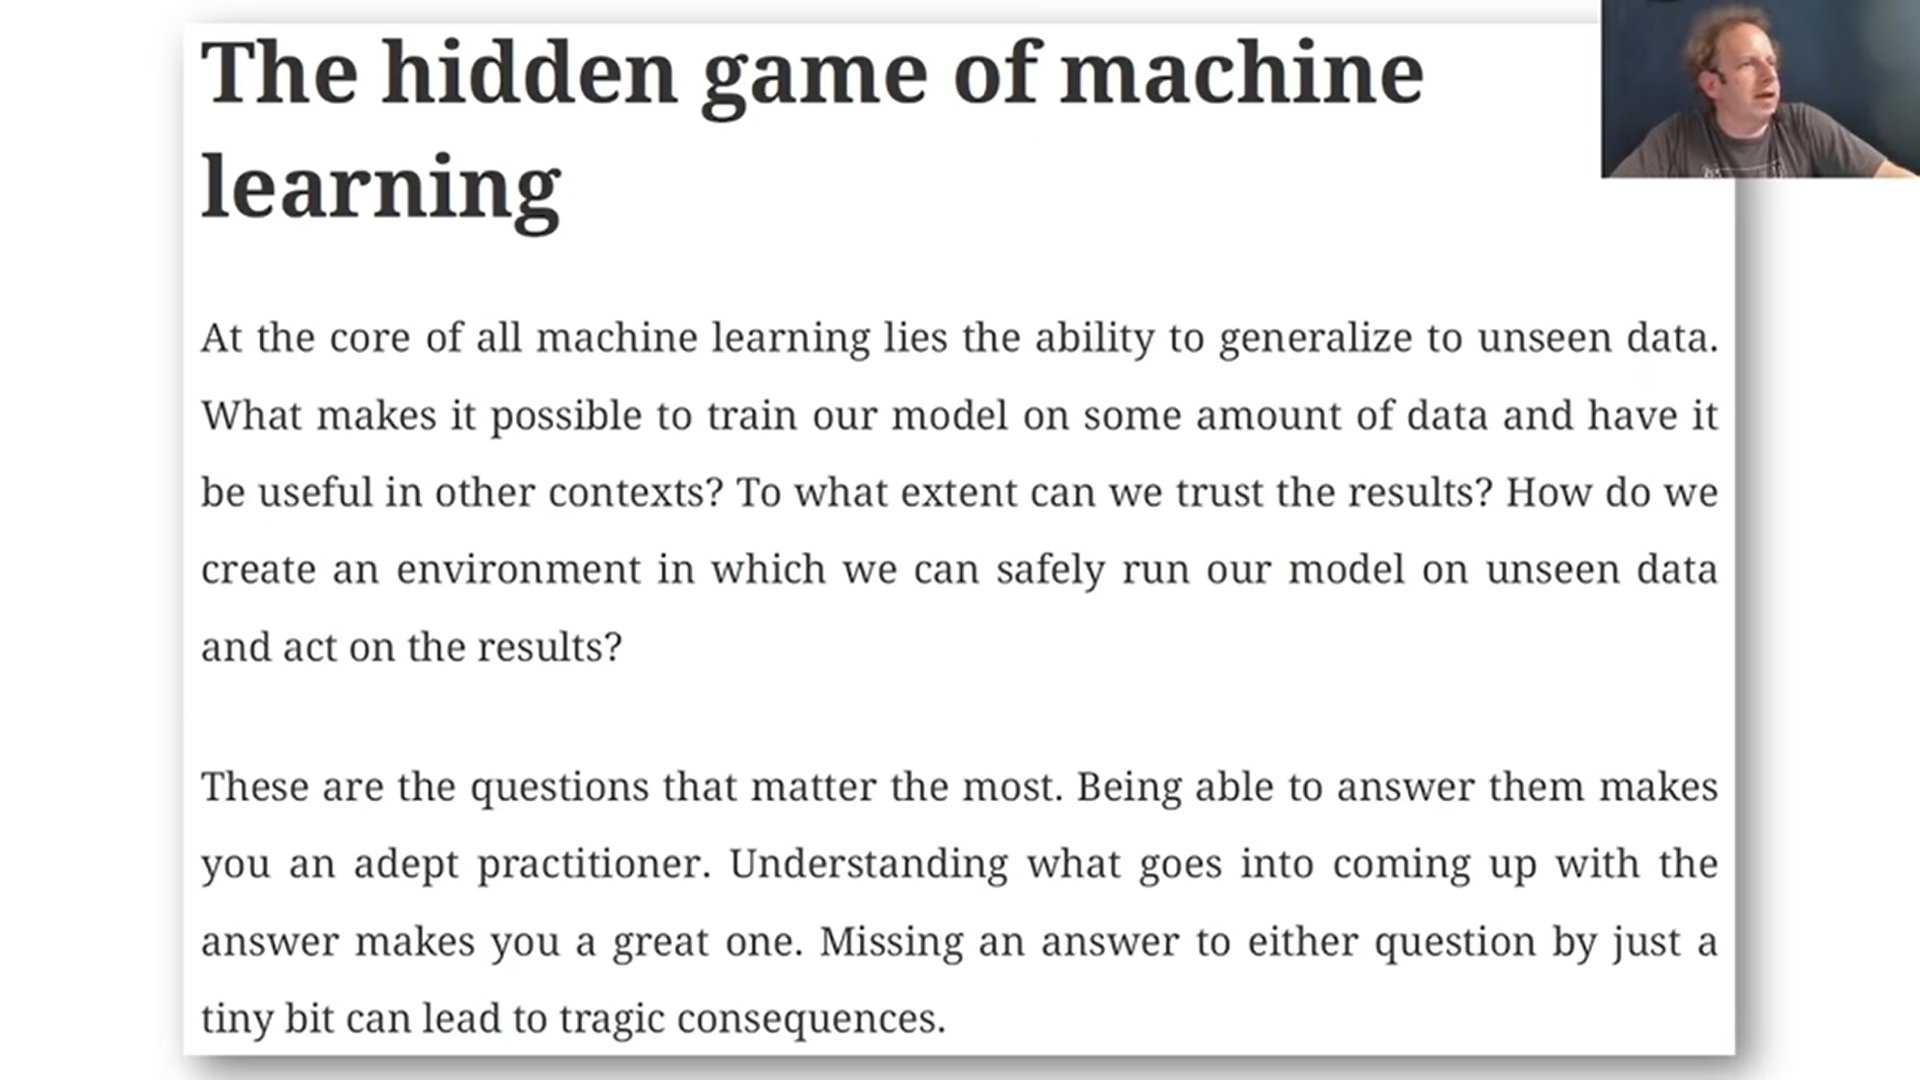 The hidden game of machine
learning
At the core of all machine learning lies the ability to generalize to unseen data.
What makes it possible to train our model on some amount of data and have it
be useful in other contexts? To what extent can we trust the results? How do we
create an environment in which we can safely run our model on unseen data
and act on the results?
These are the questions that matter the most. Being able to answer them makes
you an adept practitioner. Understanding what goes into coming up with the
answer makes you a great one. Missing an answer to either question by just a
tiny bit can lead to tragic consequences.